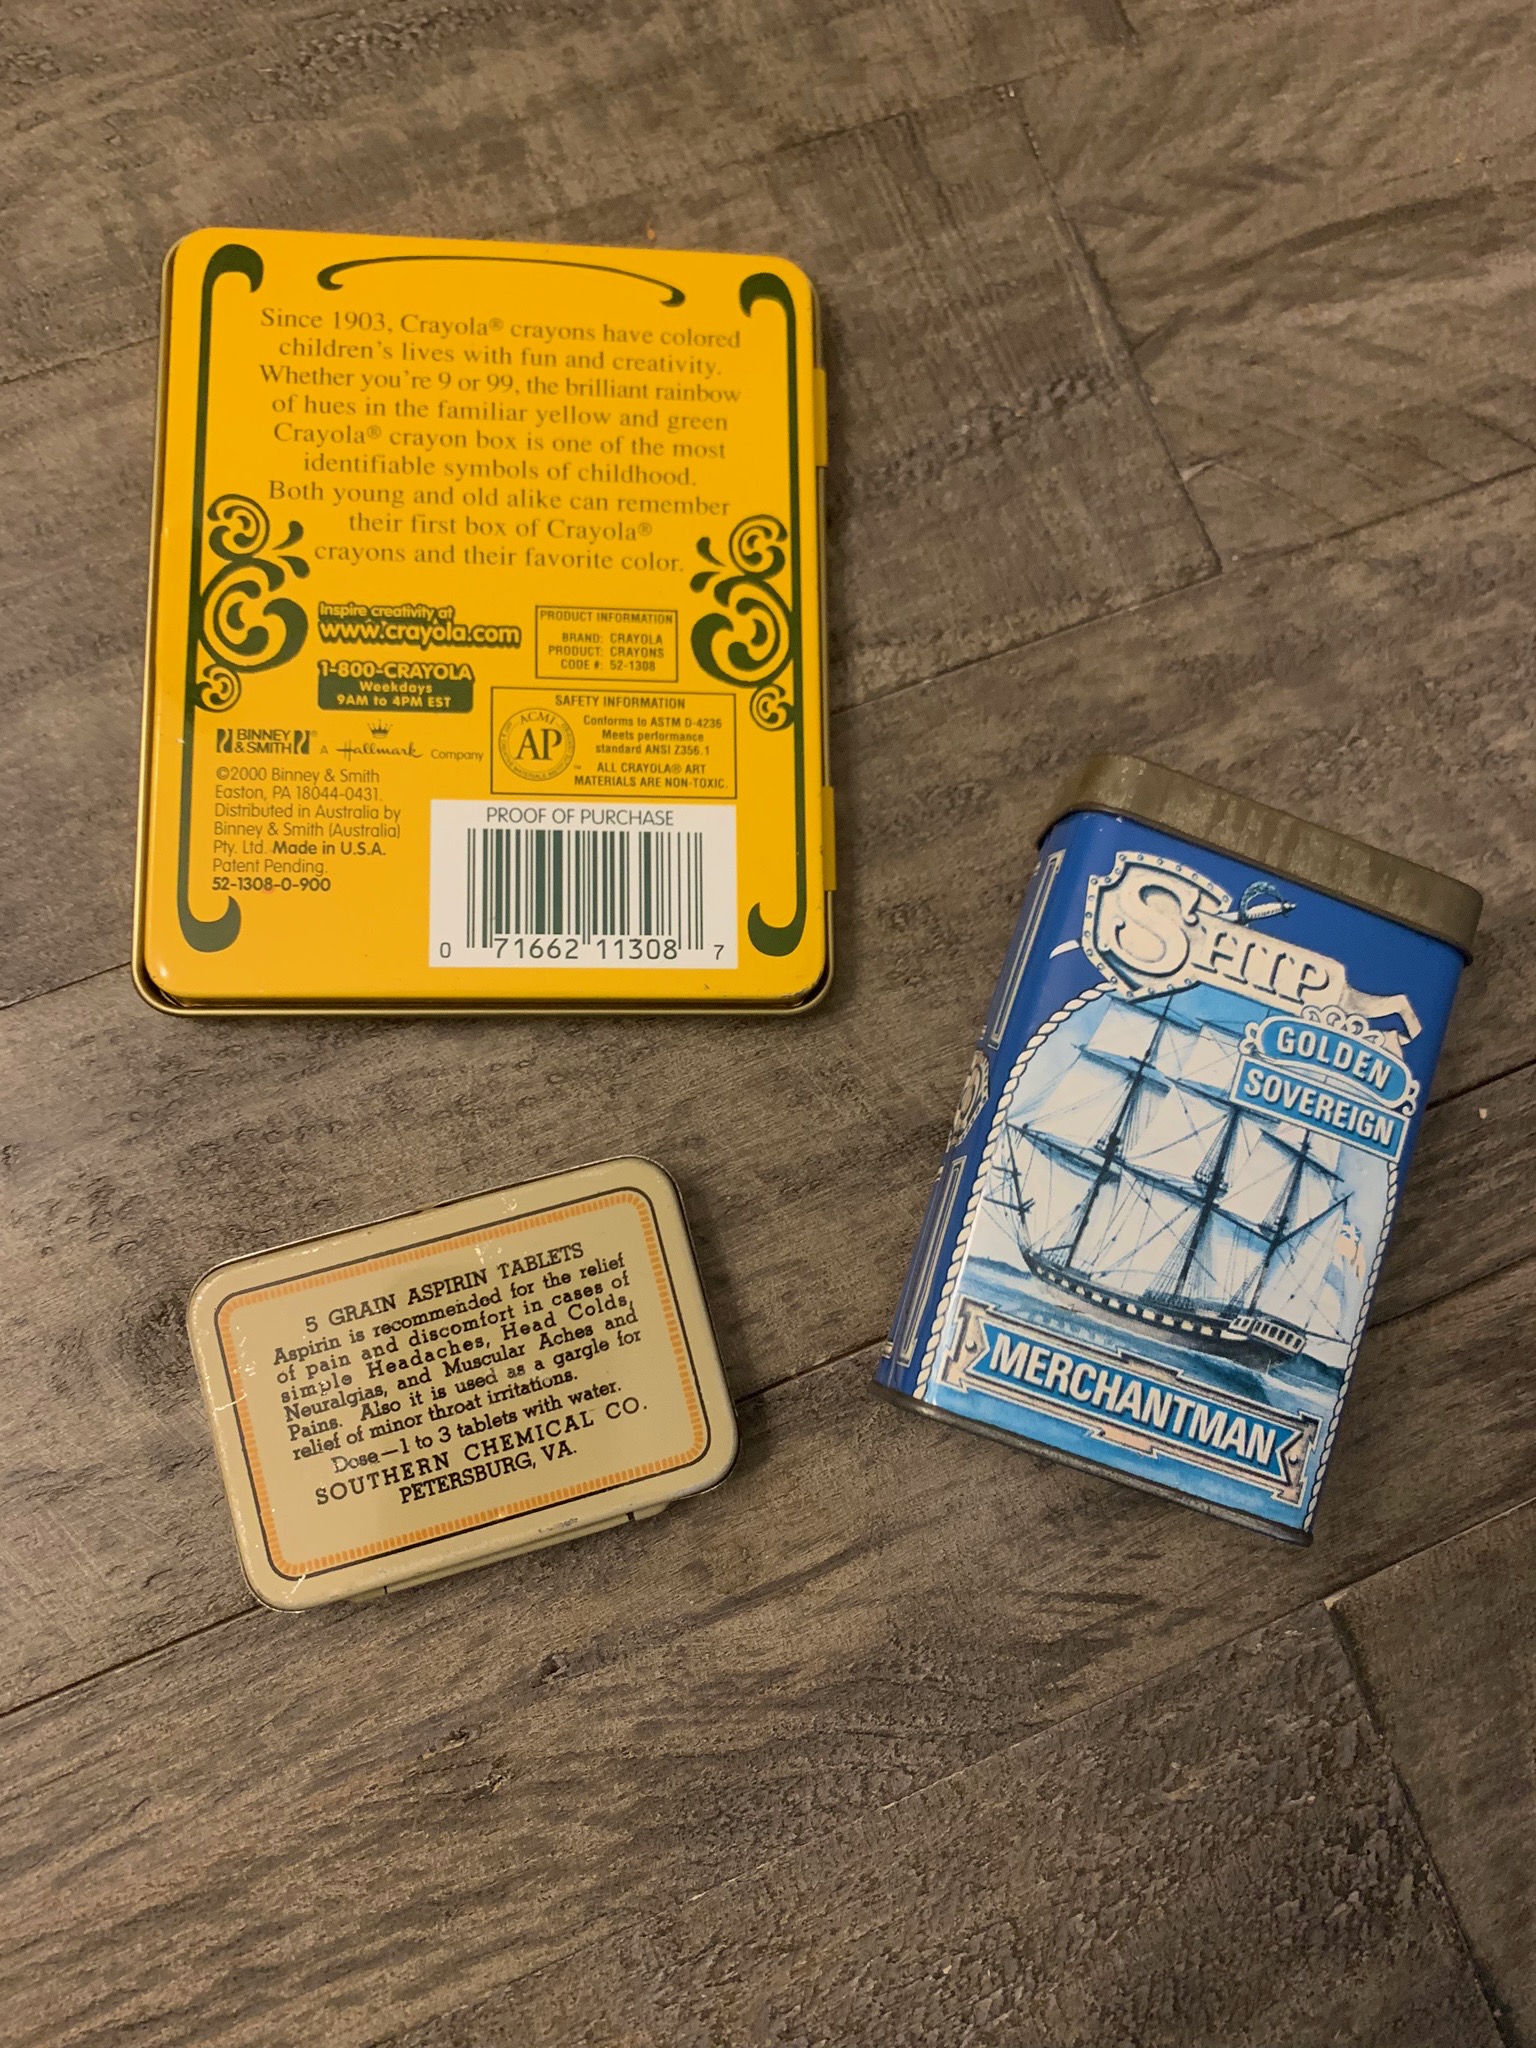 Since 1903, Crayola® crayons have colored
children's lives with fun and creativity.
Whether you're 9 or 99, the brilliant rainbow
of hues in the familiar yellow and green
Crayola® crayon box is one of the most
identifiable symbols of childhood.
Both young and old alike can remember
their first box of Crayola®
crayons and their favorite color.
Inspire creativity at
www.crayola.com
1-800-CRAYOLA
Weekdays
9AM to 4PM EST
PRODUCT INFORMATION
BRAND: CRAYOLA
PRODUCT: CRAYONS
CODE #: 52-1308
SAFETY INFORMATION
ACMI
AP
Conforms to ASTM D-4236
Meets performance
standard ANSI Z356.1
ALL CRAYOLA® ART
MATERIALS ARE NON-TOXIC.
BINNEY
& SMITH®
A Hallmark Company
©2000 Binney & Smith
Easton, PA 18044-0431.
Distributed in Australia by
Binney & Smith (Australia)
Pty. Ltd. Made in U.S.A.
Patent Pending.
52-1308-0-900
PROOF OF PURCHASE
0 71662 11308 7
SHIP
GOLDEN
SOVEREIGN
MERCHANTMAN
5 GRAIN ASPIRIN TABLETS
Aspirin is recommended for the relief
of pain and discomfort in cases of
simple Headaches, Head Colds,
Neuralgias, and Muscular Aches and
Pains. Also it is used as a gargle for
relief of minor throat irritations.
Dose—1 to 3 tablets with water.
SOUTHERN CHEMICAL CO.
PETERSBURG, VA.